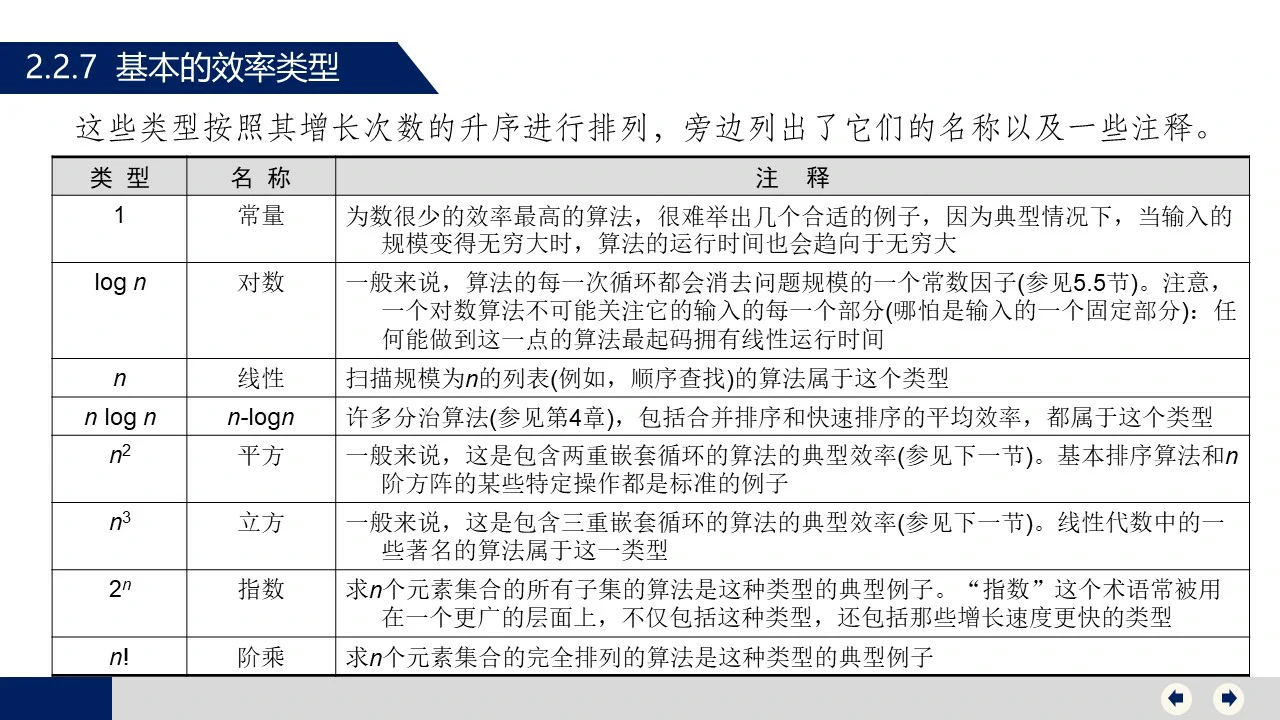 2.2.7 基本的效率类型
这些类型按照其增长次数的升序进行排列，旁边列出了它们的名称以及一些注释。
类 型 名 称 注 释
1 常量 为数很少的效率最高的算法，很难举出几个合适的例子，因为典型情况下，当输入的
规模变得无穷大时，算法的运行时间也会趋向于无穷大
log n 对数 一般来说，算法的每一次循环都会消去问题规模的一个常数因子(参见5.5节)。注意，
一个对数算法不可能关注它的输入的每一个部分(哪怕是输入的一个固定部分)：任
何能做到这一点的算法最起码拥有线性运行时间
n 线性 扫描规模为n的列表(例如，顺序查找)的算法属于这个类型
n log n n-logn 许多分治算法(参见第4章)，包括合并排序和快速排序的平均效率，都属于这个类型
n² 平方 一般来说，这是包含两重嵌套循环的算法的典型效率(参见下一节)。基本排序算法和n
阶方阵的某些特定操作都是标准的例子
n³ 立方 一般来说，这是包含三重嵌套循环的算法的典型效率(参见下一节)。线性代数中的一
些著名的算法属于这一类型
2ⁿ 指数 求n个元素集合的所有子集的算法是这种类型的典型例子。“指数”这个术语常被用
在一个更广的层面上，不仅包括这种类型，还包括那些增长速度更快的类型
n! 阶乘 求n个元素集合的完全排列的算法是这种类型的典型例子